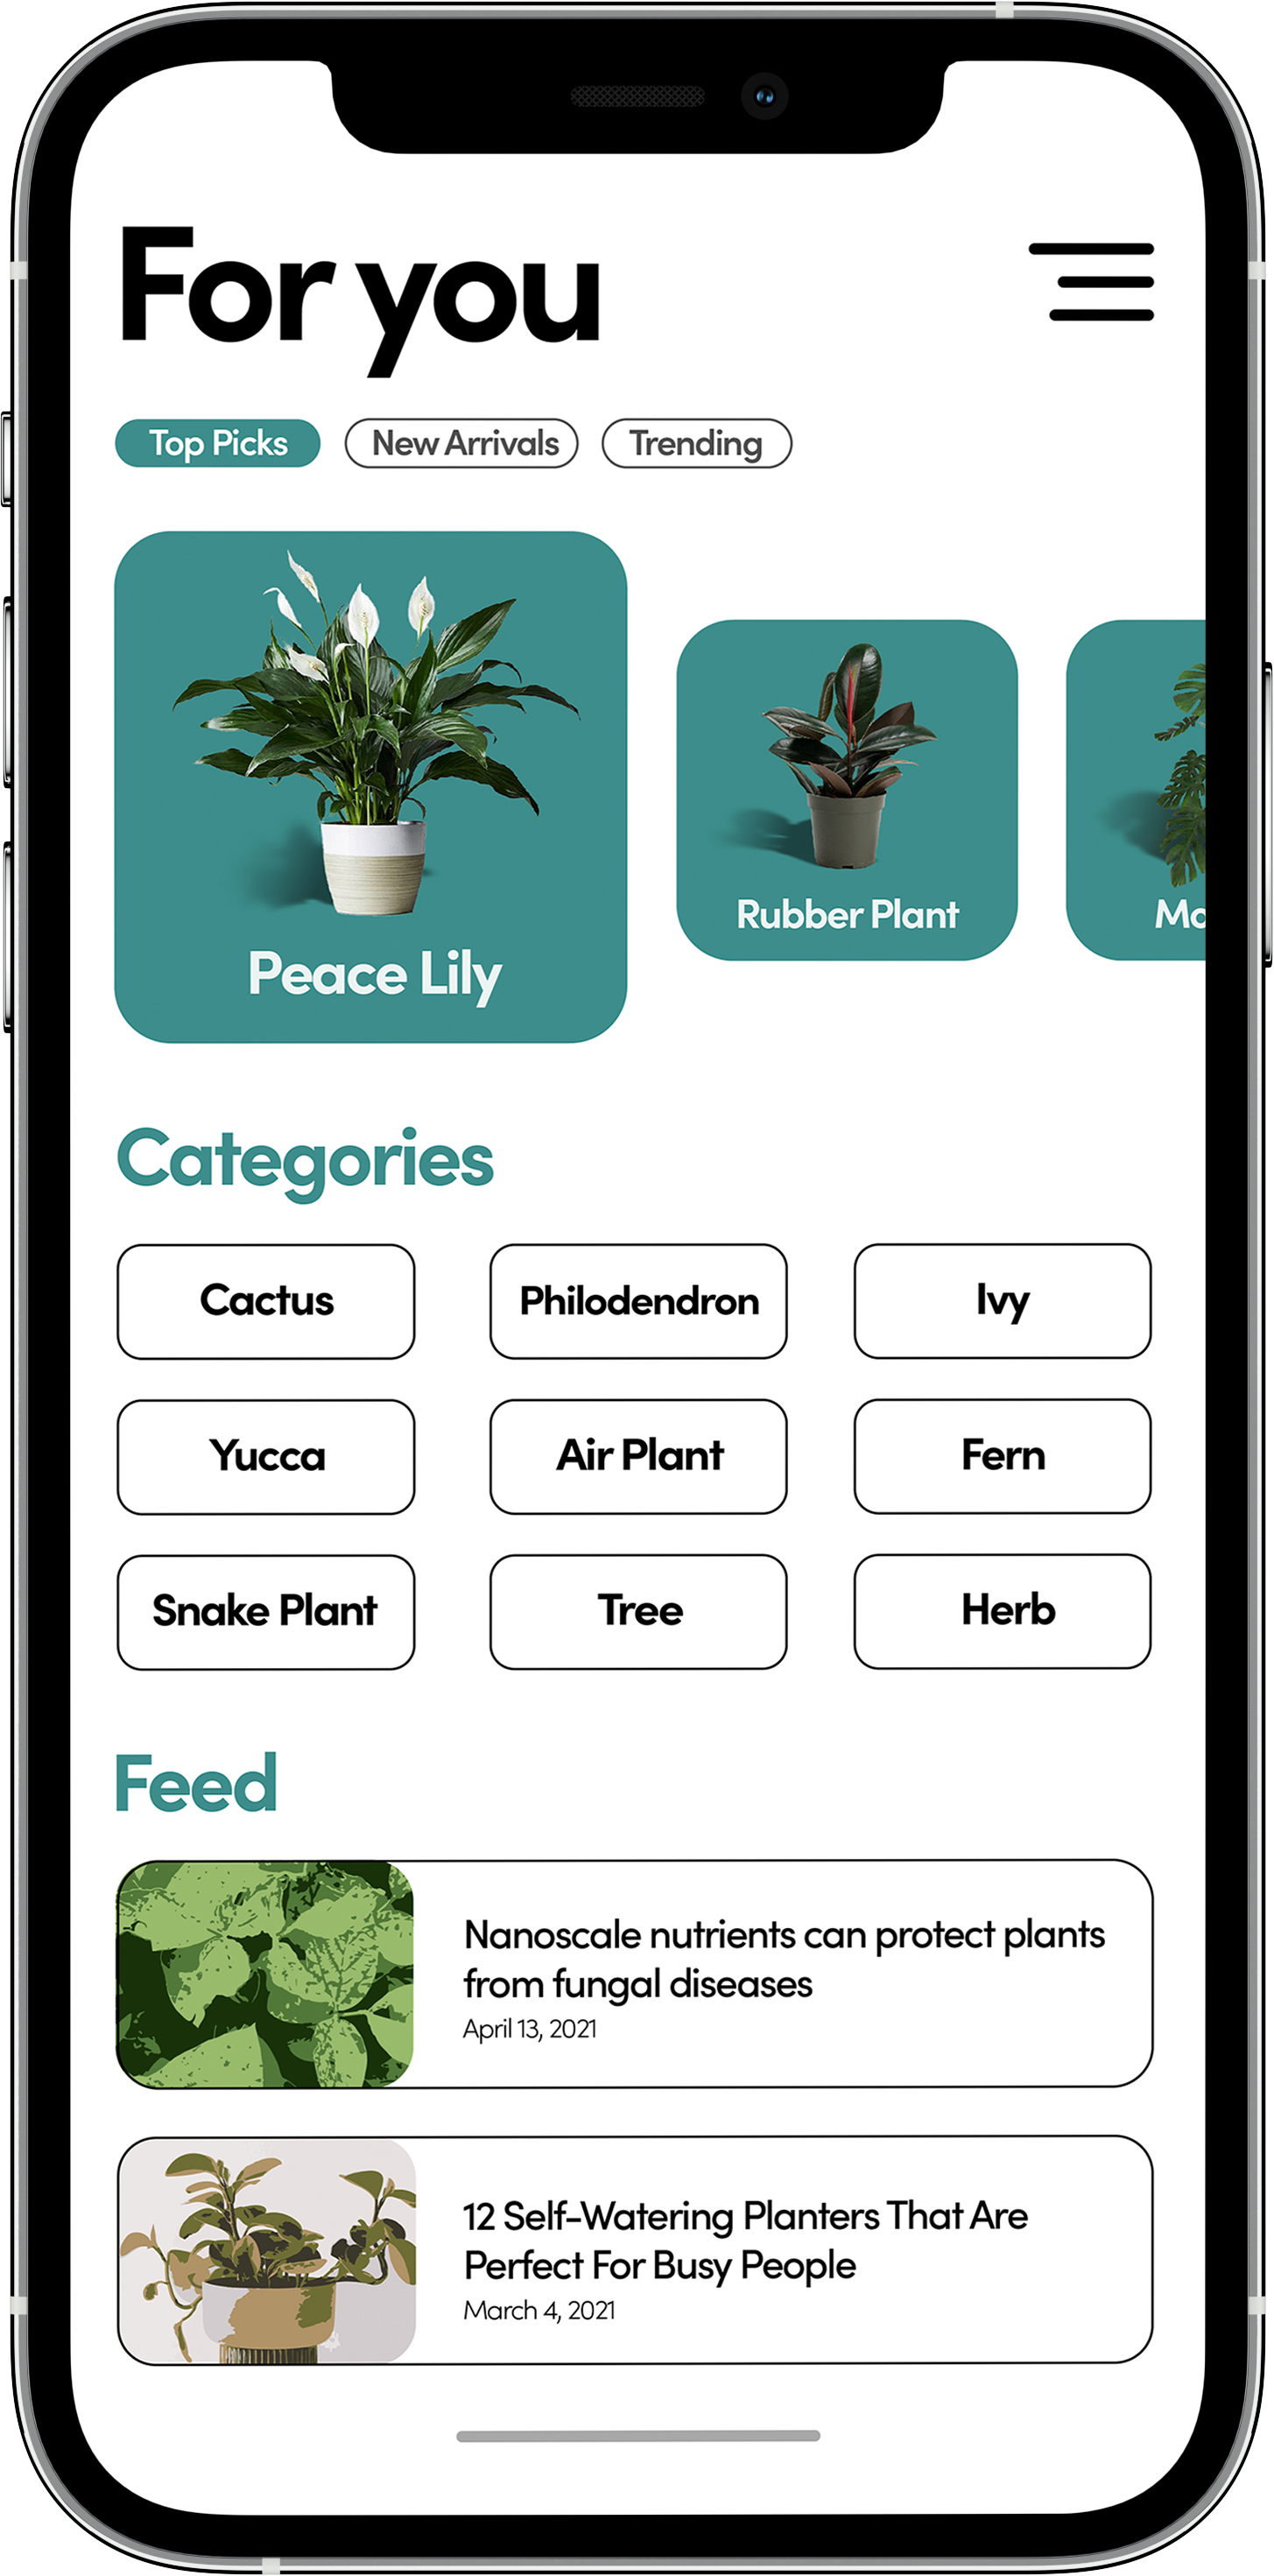 For you
Top Picks
New Arrivals
Trending
Peace Lily
Rubber Plant
Mo
Categories
Cactus
Philodendron
Ivy
Yucca
Air Plant
Fern
Snake Plant
Tree
Herb
Feed
Nanoscale nutrients can protect plants
from fungal diseases
April 13, 2021
12 Self-Watering Planters That Are
Perfect For Busy People
March 4, 2021